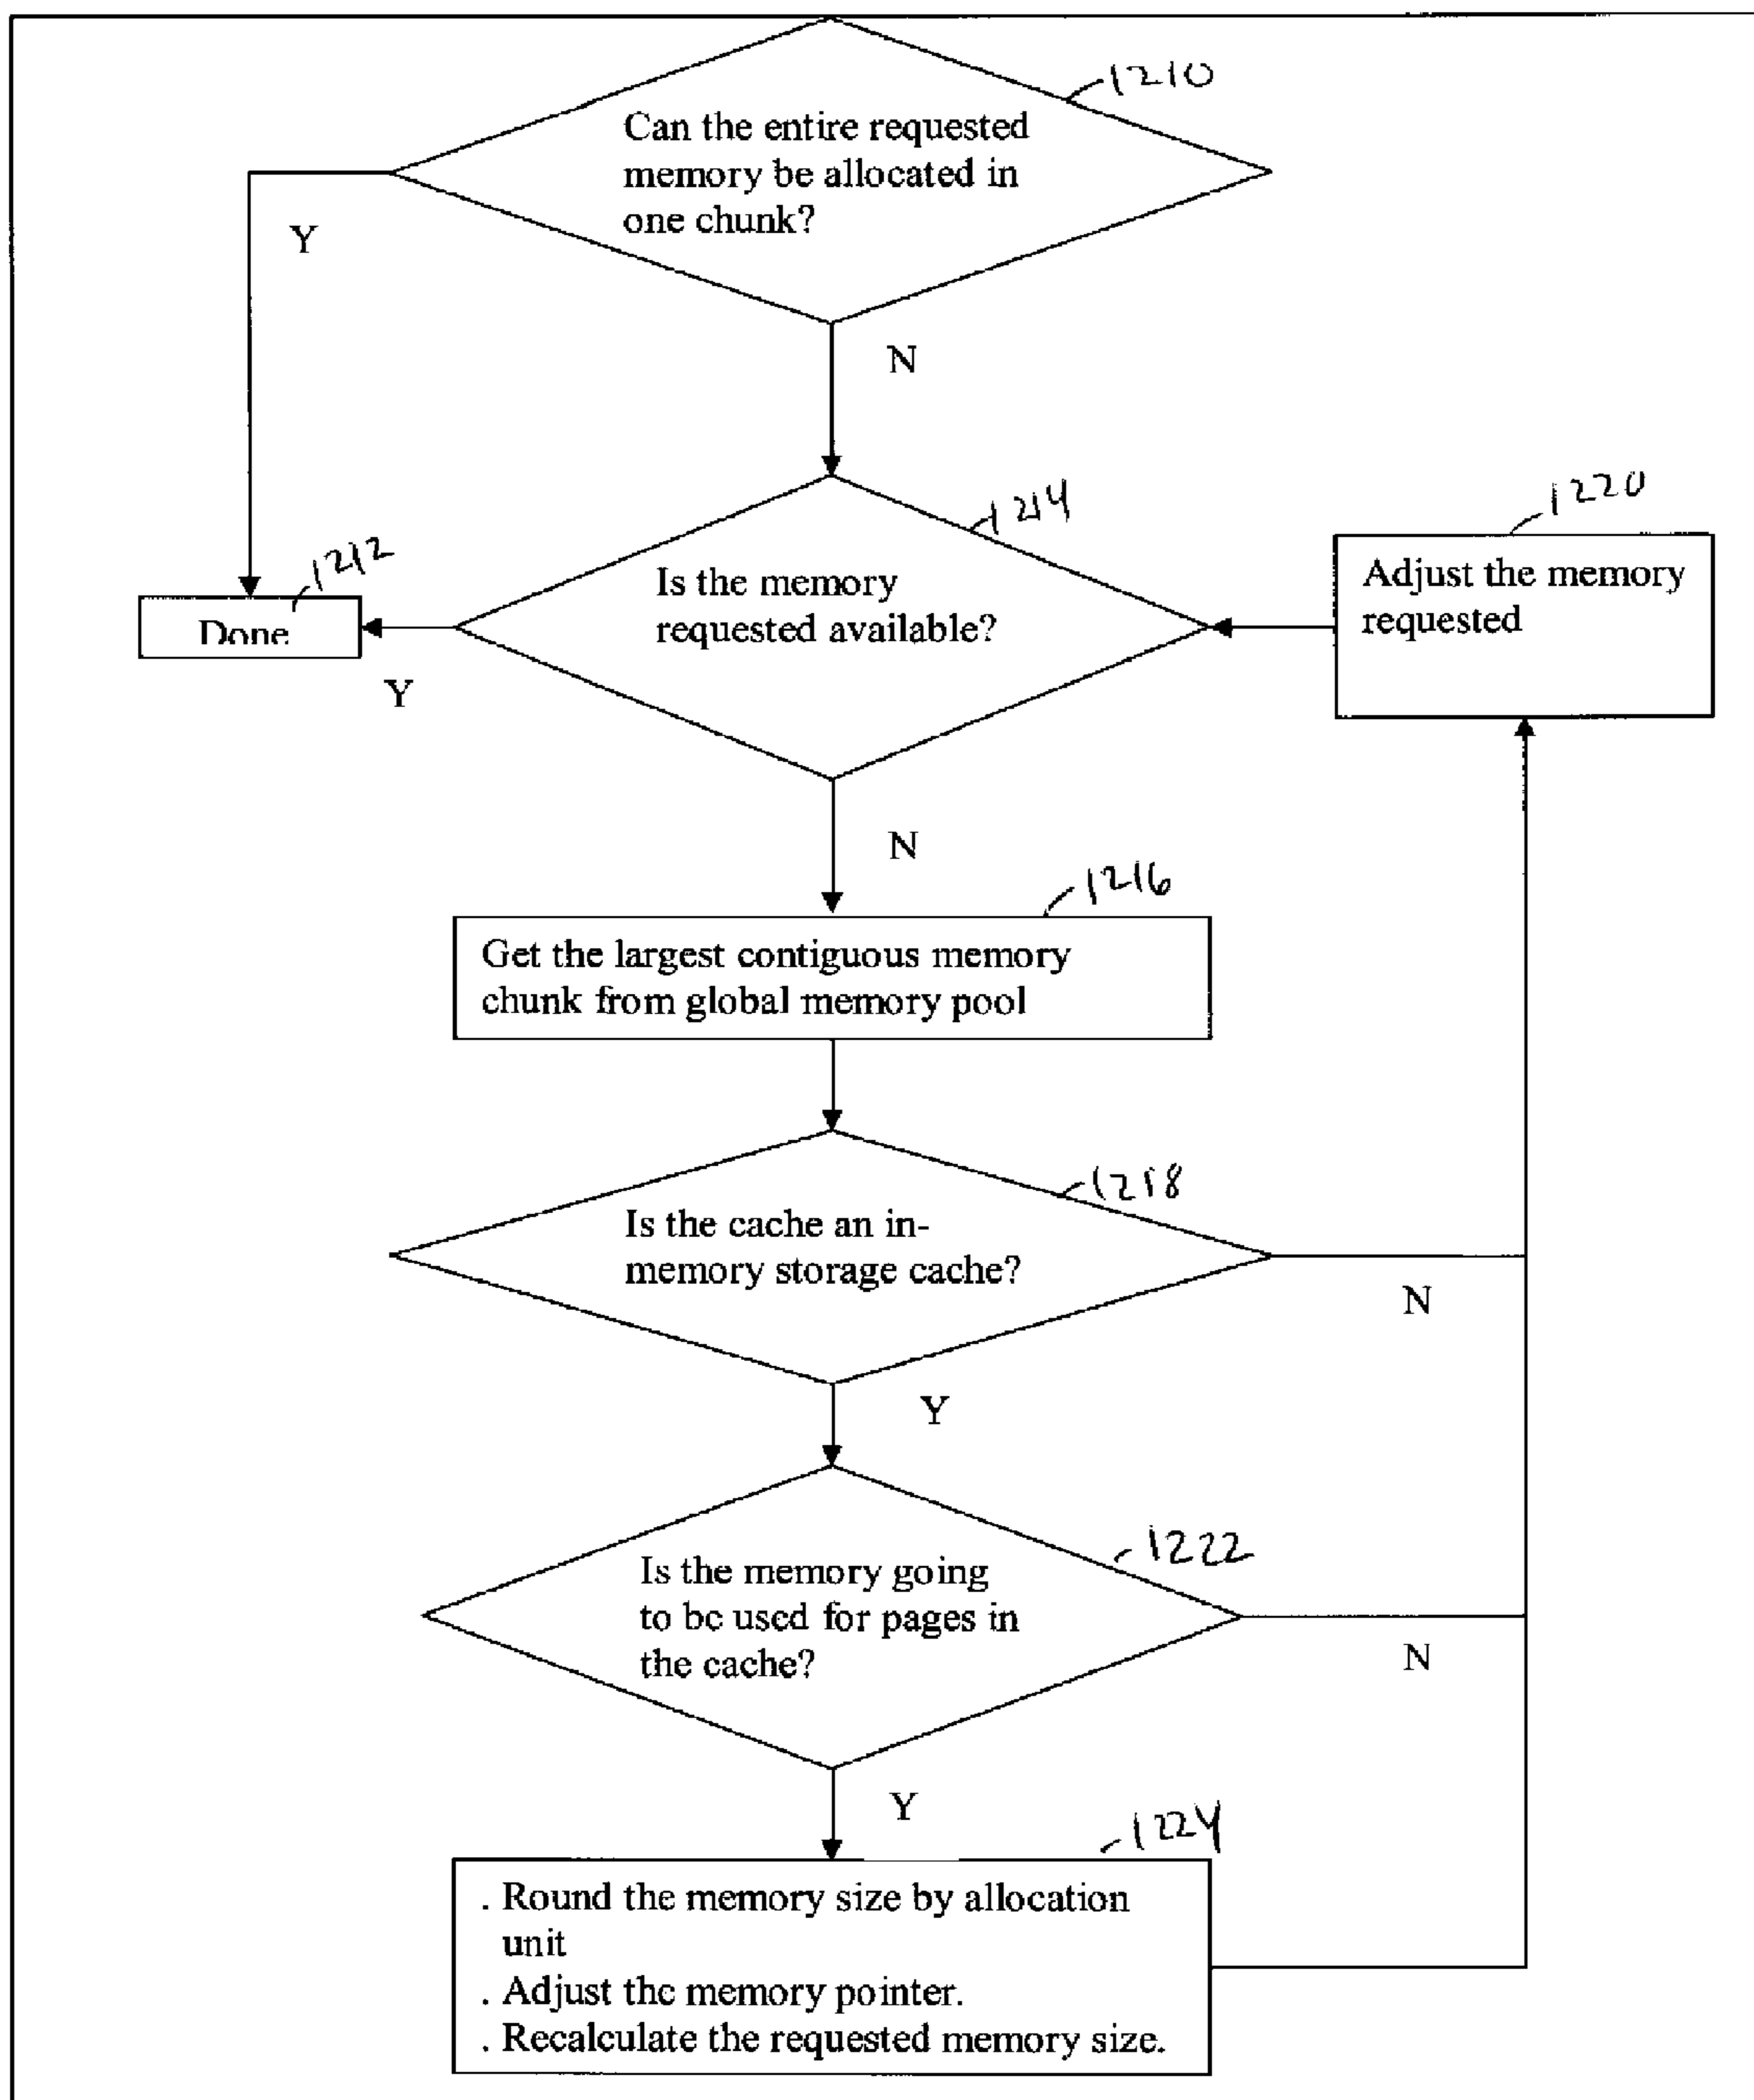 1210
Can the entire requested
memory be allocated in
one chunk?
Y
N
1214
1220
1212
Is the memory
requested available?
Adjust the memory
requested
Done
Y
N
1216
Get the largest contiguous memory
chunk from global memory pool
1218
Is the cache an in-
memory storage cache?
N
Y
1222
Is the memory going
to be used for pages in
the cache?
N
Y
1224
. Round the memory size by allocation
unit
. Adjust the memory pointer.
. Recalculate the requested memory size.